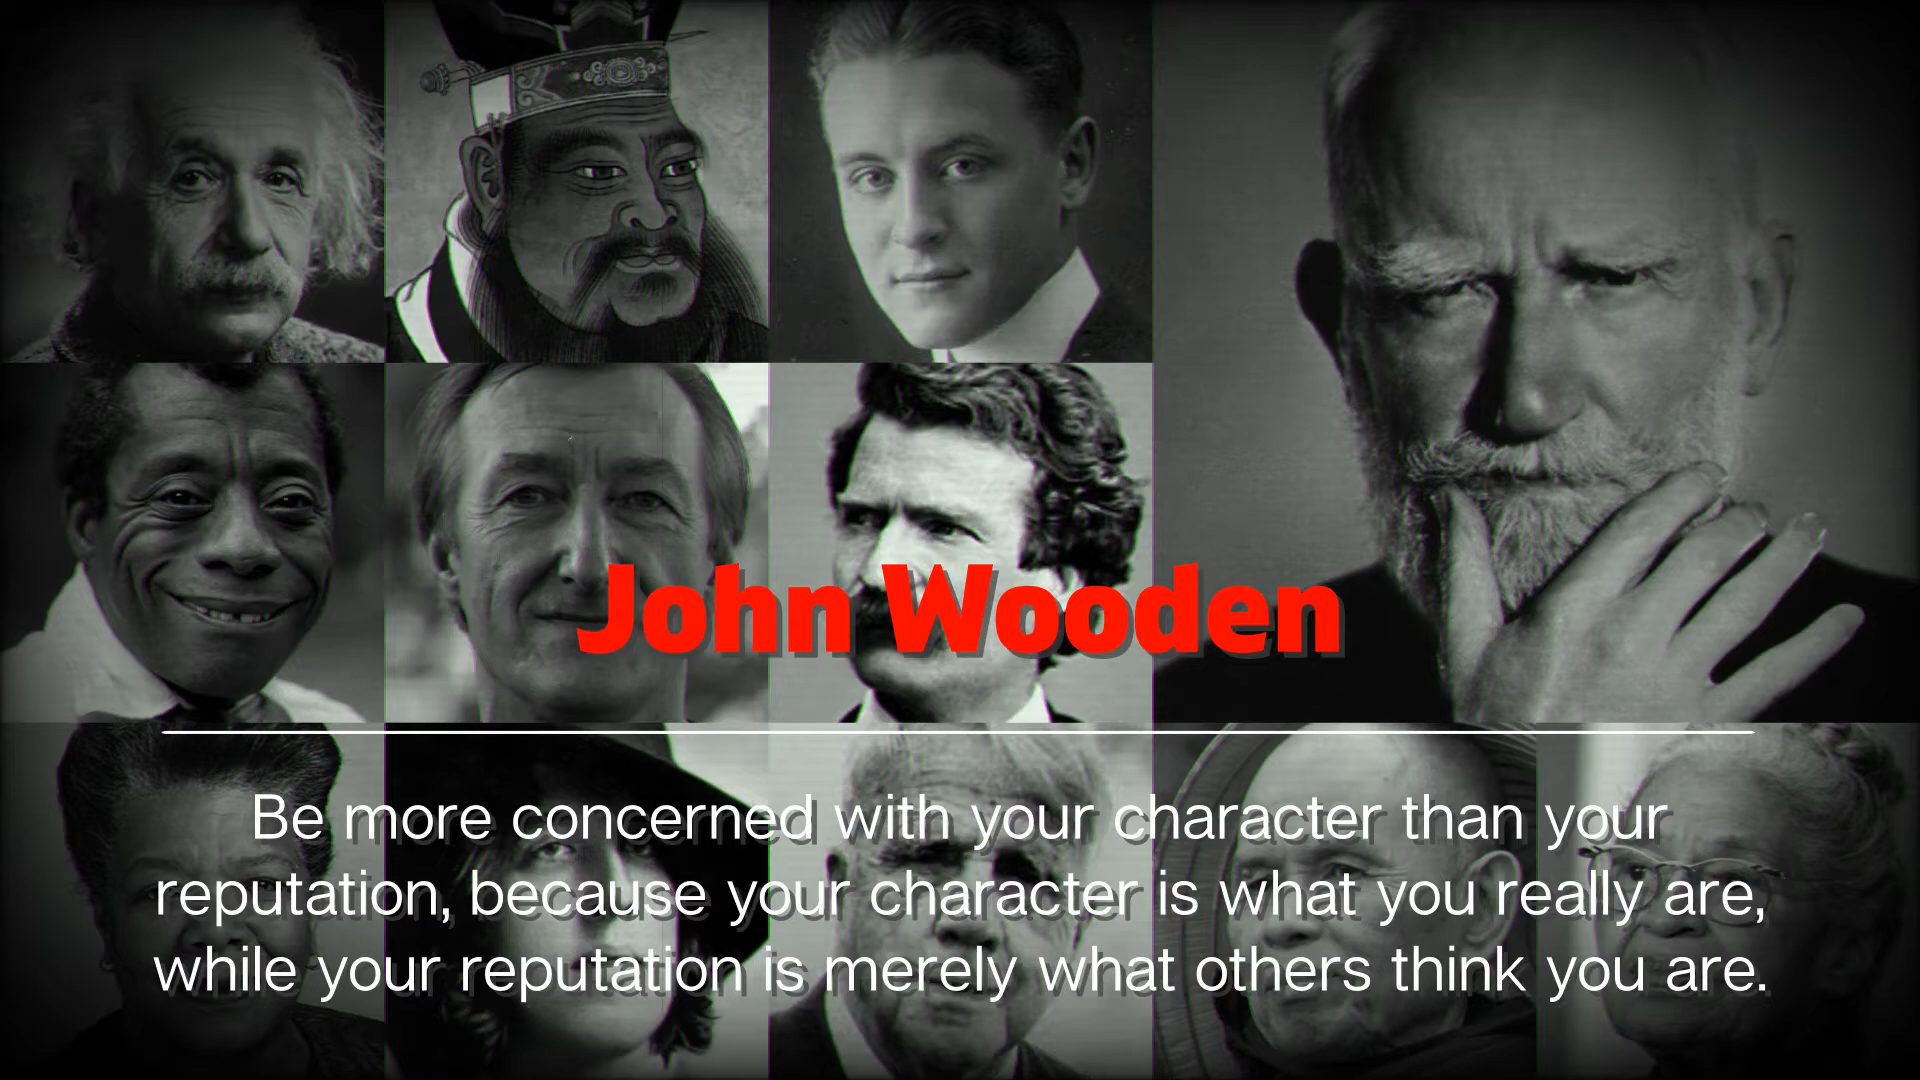 John Wooden
Be more concerned with your character than your
reputation, because your character is what you really are,
while your reputation is merely what others think you are.